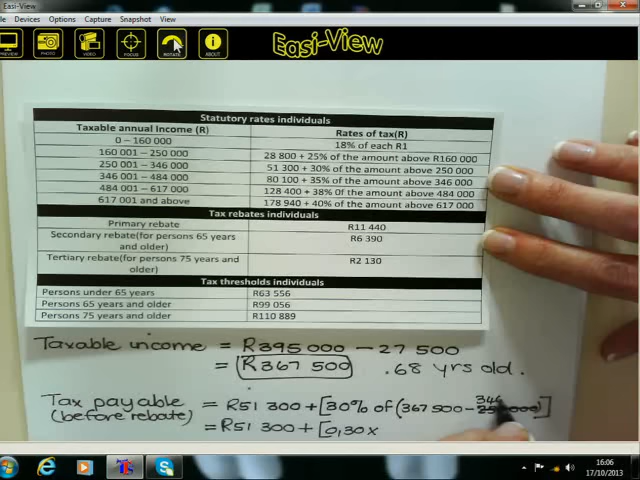 Easi-View
Devices Options Capture Snapshot View
PREVIEW PHOTO VIDEO FOCUS ROTATE ABOUT
Easi-View
Statutory rates individuals
Taxable annual Income (R) Rates of tax(R)
0 – 160 000 18% of each R1
160 001 – 250 000 28 800 + 25% of the amount above R160 000
250 001 – 346 000 51 300 + 30% of the amount above 250 000
346 001 – 484 000 80 100 + 35% of the amount above 346 000
484 001 – 617 000 128 400 + 38% of the amount above 484 000
617 001 and above 178 940 + 40% of the amount above 617 000
Tax rebates individuals
Primary rebate R11 440
Secondary rebate(for persons 65 years and older) R6 390
Tertiary rebate(for persons 75 years and older) R2 130
Tax thresholds individuals
Persons under 65 years R63 556
Persons 65 years and older R99 056
Persons 75 years and older R110 889
Taxable income = R395 000 – 27 500
= R367 500 .68 yrs old.
346
Tax payable = R51 300 + [30% of (367 500 – 250 000)]
(before rebate) = R51 300 + [0,30 x
16:06
17/10/2013